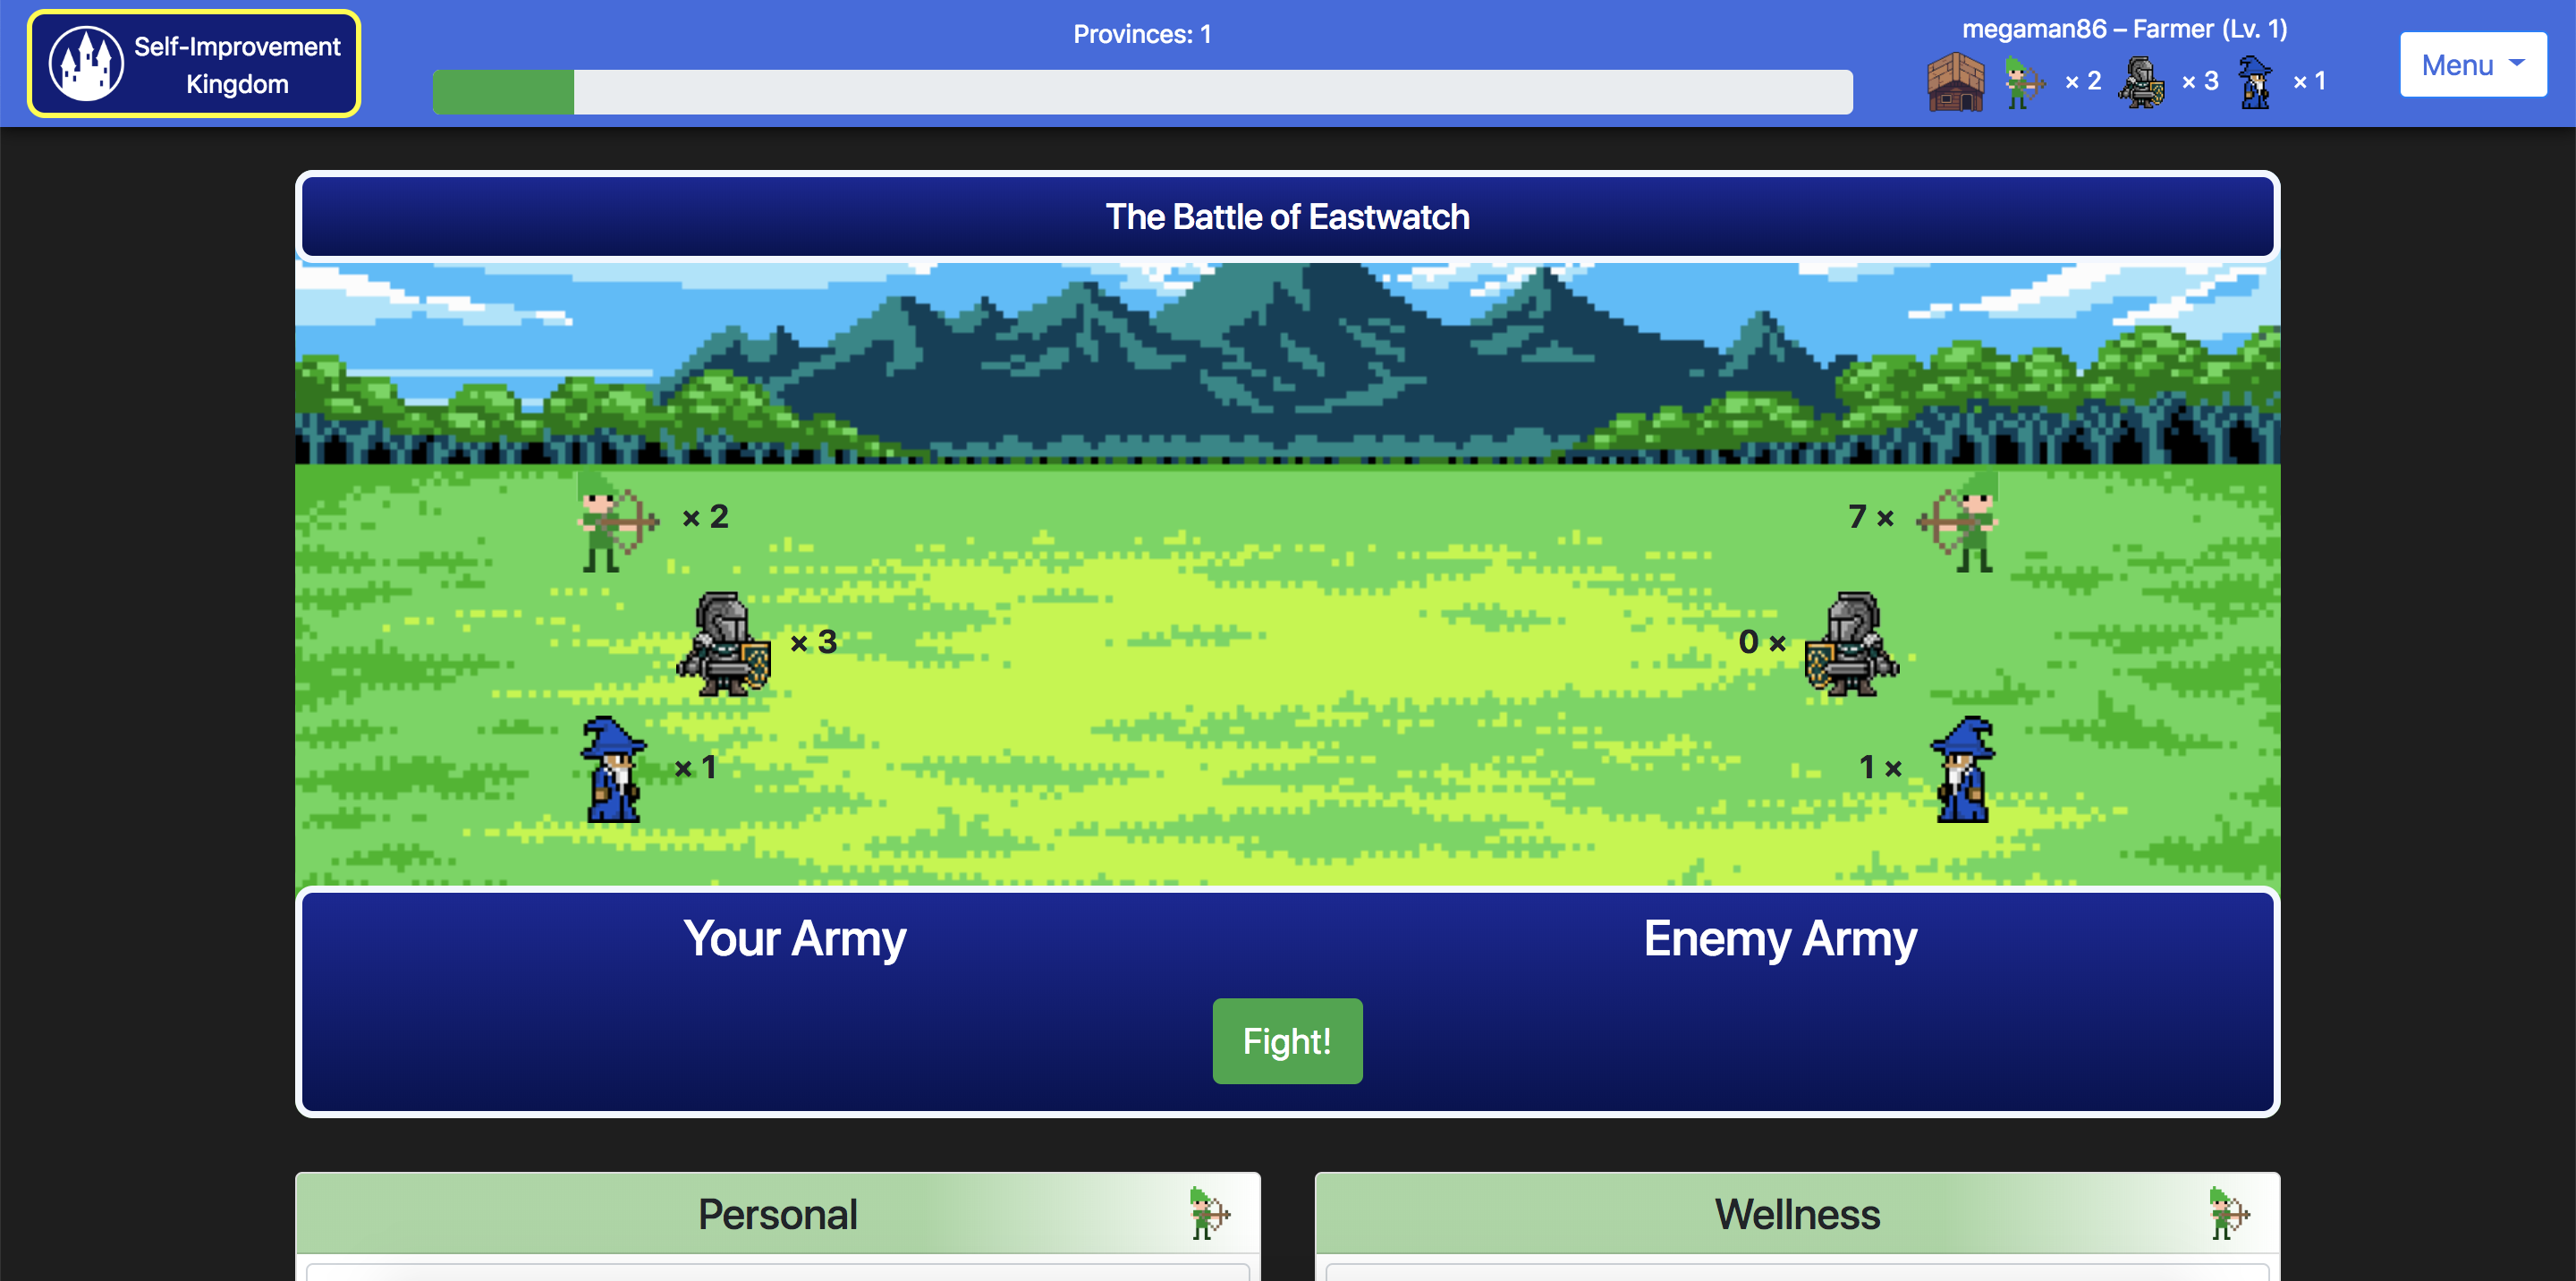 Self-Improvement
Kingdom
Provinces: 1
megaman86 – Farmer (Lv. 1)
× 2 × 3 × 1
Menu
The Battle of Eastwatch
× 2 7 ×
× 3 0 ×
× 1 1 ×
Your Army Enemy Army
Fight!
Personal Wellness